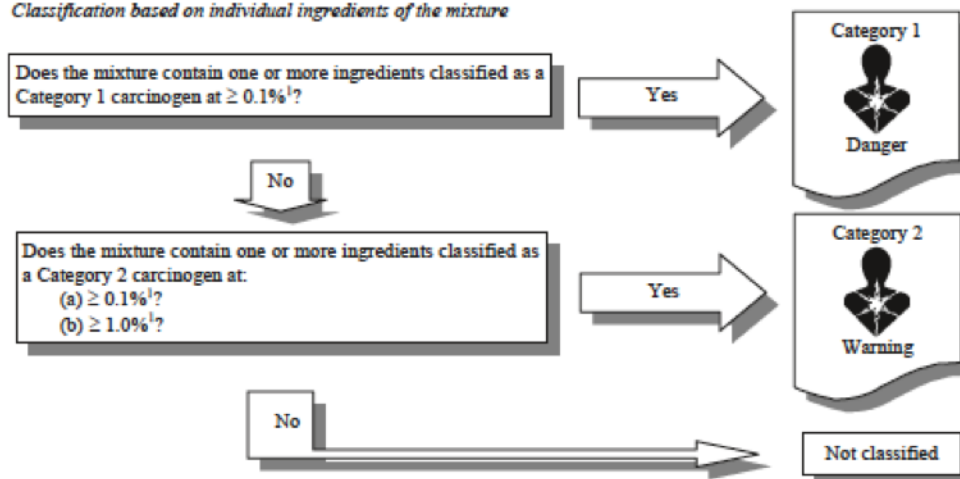 Classification based on individual ingredients of the mixture
Does the mixture contain one or more ingredients classified as a
Category 1 carcinogen at ≥ 0.1%¹?
Yes
Category 1
Danger
No
Does the mixture contain one or more ingredients classified as
a Category 2 carcinogen at:
(a) ≥ 0.1%¹?
(b) ≥ 1.0%¹?
Yes
Category 2
Warning
No
Not classified